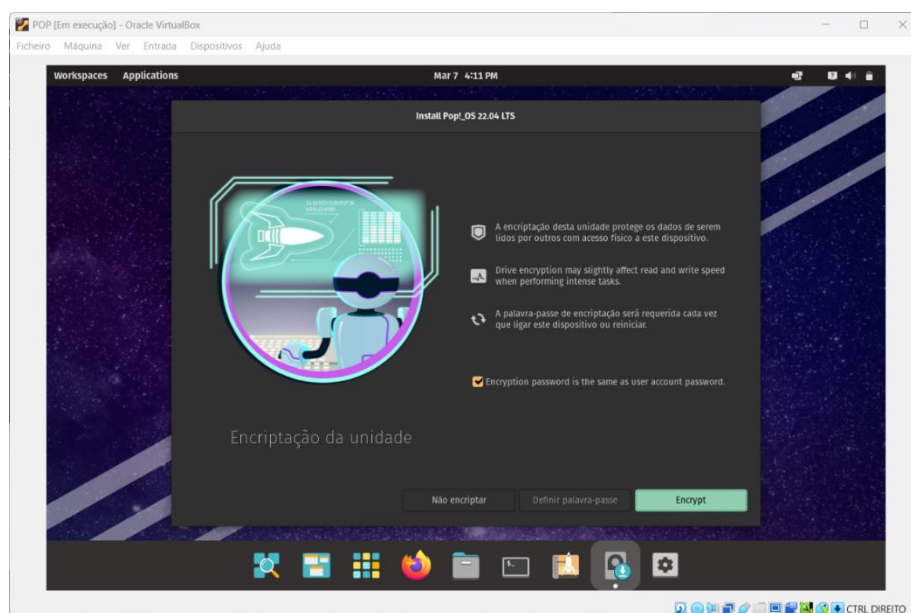 POP [Em execução] - Oracle VirtualBox
Ficheiro Máquina Ver Entrada Dispositivos Ajuda
Workspaces Applications Mar 7 4:11 PM
Install Pop!_OS 22.04 LTS
A encriptação desta unidade protege os dados de serem
lidos por outros com acesso físico a este dispositivo.
Drive encryption may slightly affect read and write speed
when performing intense tasks.
A palavra-passe de encriptação será requerida cada vez
que ligar este dispositivo ou reiniciar.
Encryption password is the same as user account password.
Encriptação da unidade
Não encriptar Definir palavra-passe Encrypt
CTRL DIREITO